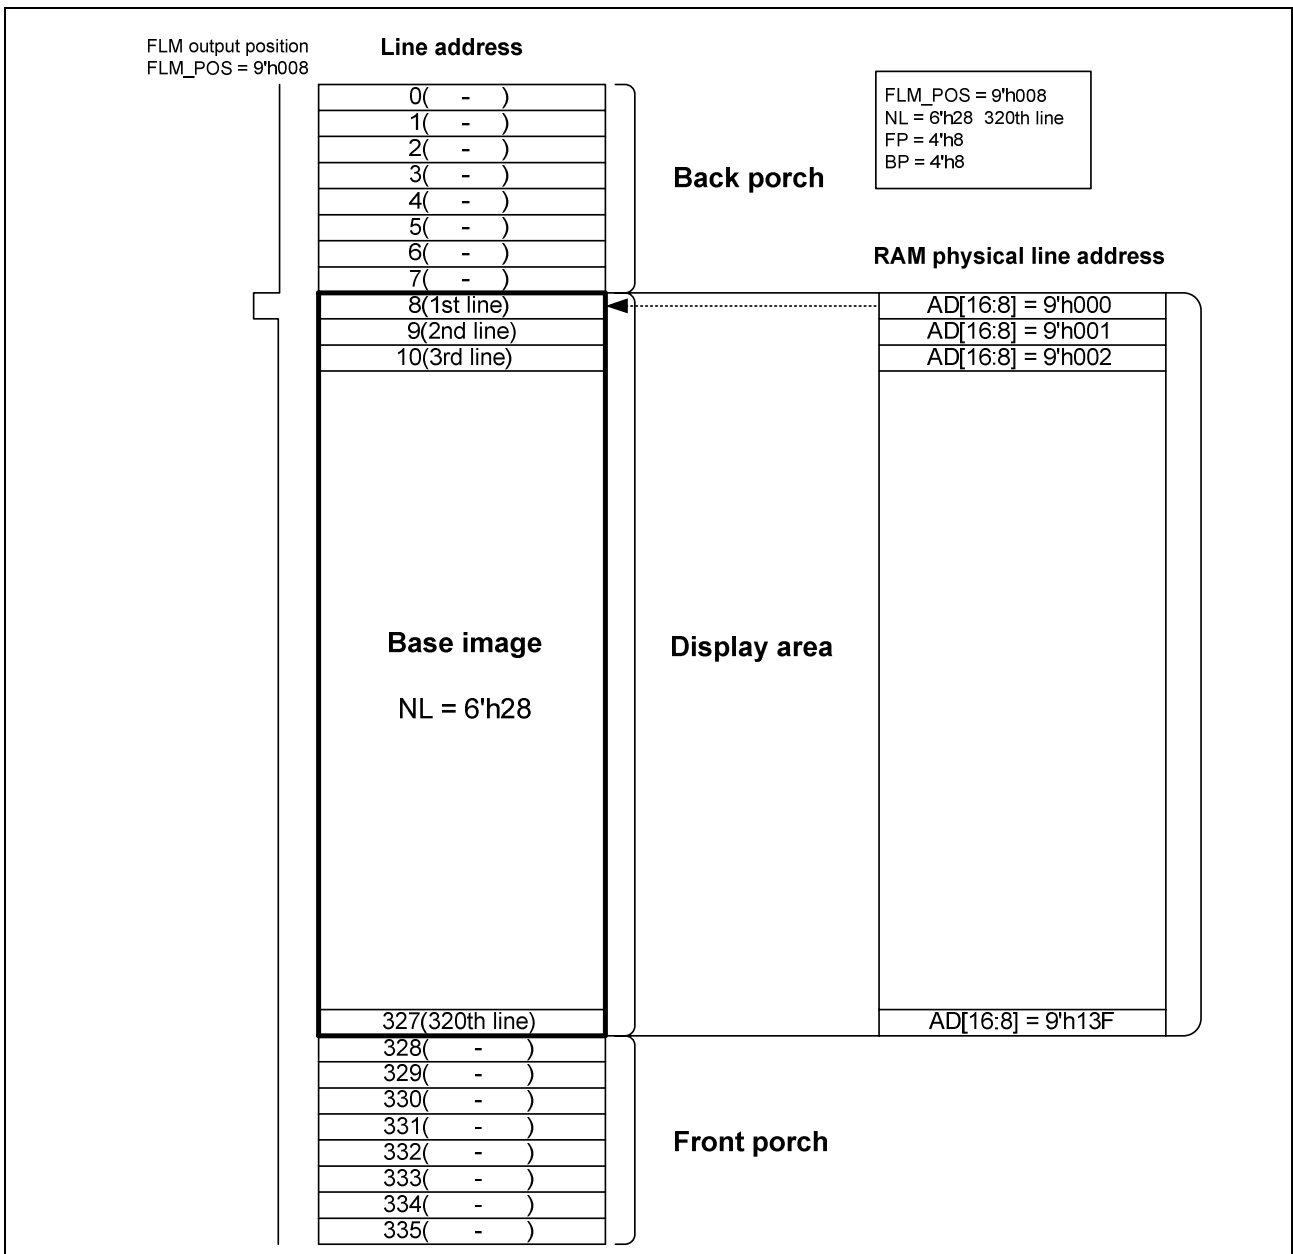 FLM output position
FLM_POS = 9'h008
Line address
FLM_POS = 9'h008
NL = 6'h28  320th line
FP = 4'h8
BP = 4'h8
0( - )
1( - )
2( - )
3( - )
4( - )
5( - )
6( - )
7( - )
Back porch
RAM physical line address
8(1st line)
AD[16:8] = 9'h000
9(2nd line)
AD[16:8] = 9'h001
10(3rd line)
AD[16:8] = 9'h002
Base image
NL = 6'h28
Display area
327(320th line)
AD[16:8] = 9'h13F
328( - )
329( - )
330( - )
331( - )
332( - )
333( - )
334( - )
335( - )
Front porch